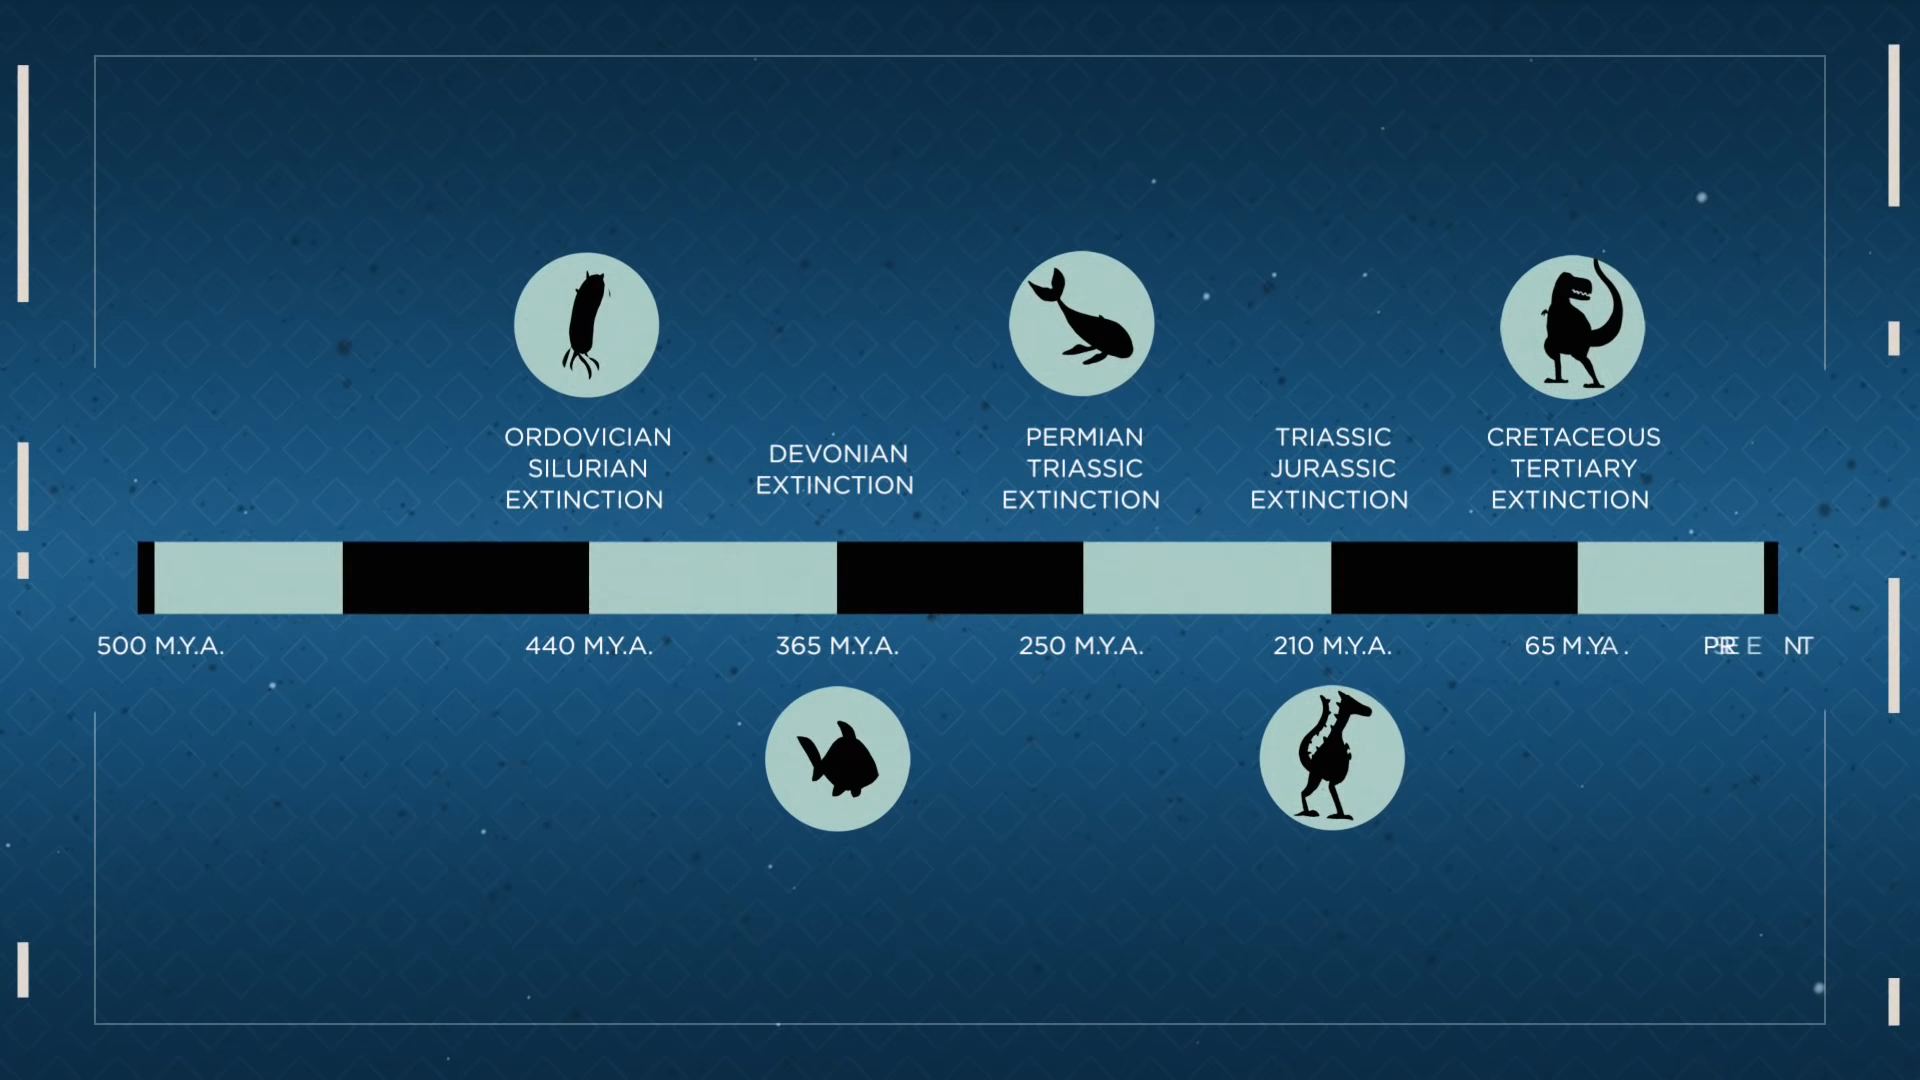 ORDOVICIAN
SILURIAN
EXTINCTION
DEVONIAN
EXTINCTION
PERMIAN
TRIASSIC
EXTINCTION
TRIASSIC
JURASSIC
EXTINCTION
CRETACEOUS
TERTIARY
EXTINCTION
500 M.Y.A.
440 M.Y.A.
365 M.Y.A.
250 M.Y.A.
210 M.Y.A.
65 M.Y.A.